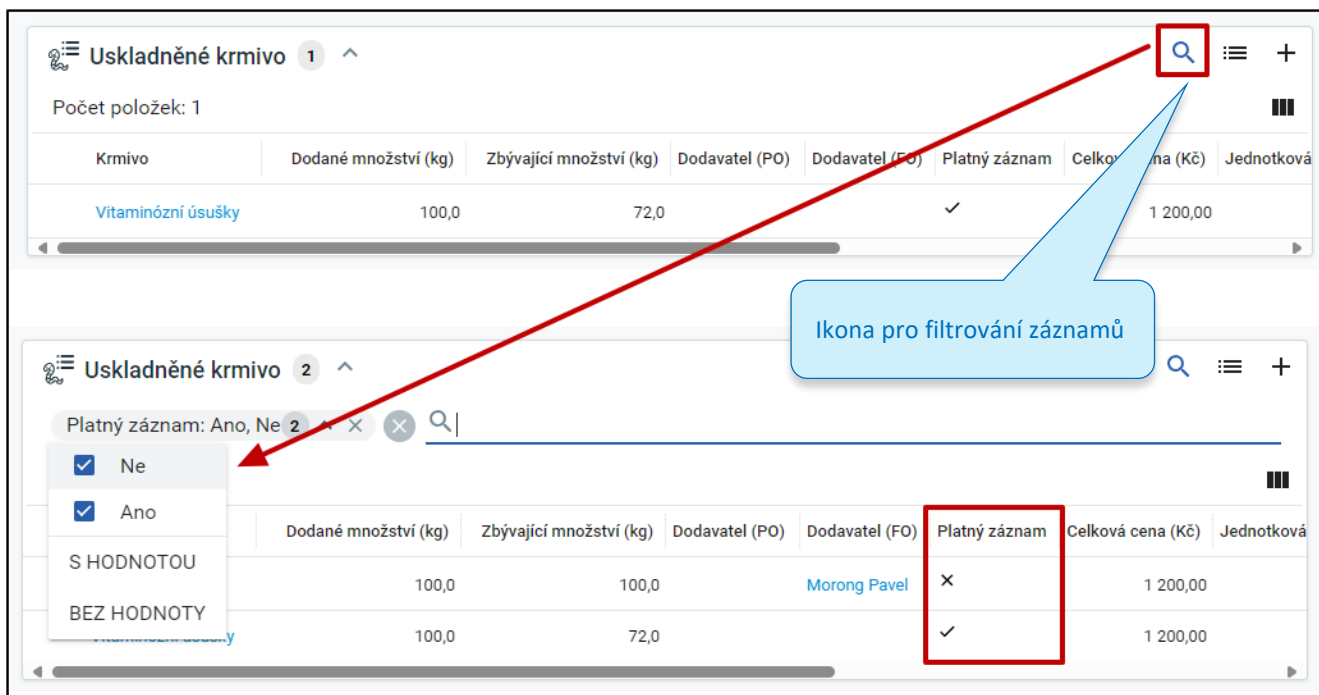 Uskladněné krmivo 1
Počet položek: 1
Krmivo Dodané množství (kg) Zbývající množství (kg) Dodavatel (PO) Dodavatel (FO) Platný záznam Celkov na (Kč) Jednotková
Vitaminózní úsušky 100,0 72,0 1 200,00
Ikona pro filtrování záznamů
Uskladněné krmivo 2
Platný záznam: Ano, Ne 2
Ne
Ano
S HODNOTOU
BEZ HODNOTY
Dodané množství (kg) Zbývající množství (kg) Dodavatel (PO) Dodavatel (FO) Platný záznam Celková cena (Kč) Jednotková
100,0 100,0 Morong Pavel 1 200,00
100,0 72,0 1 200,00